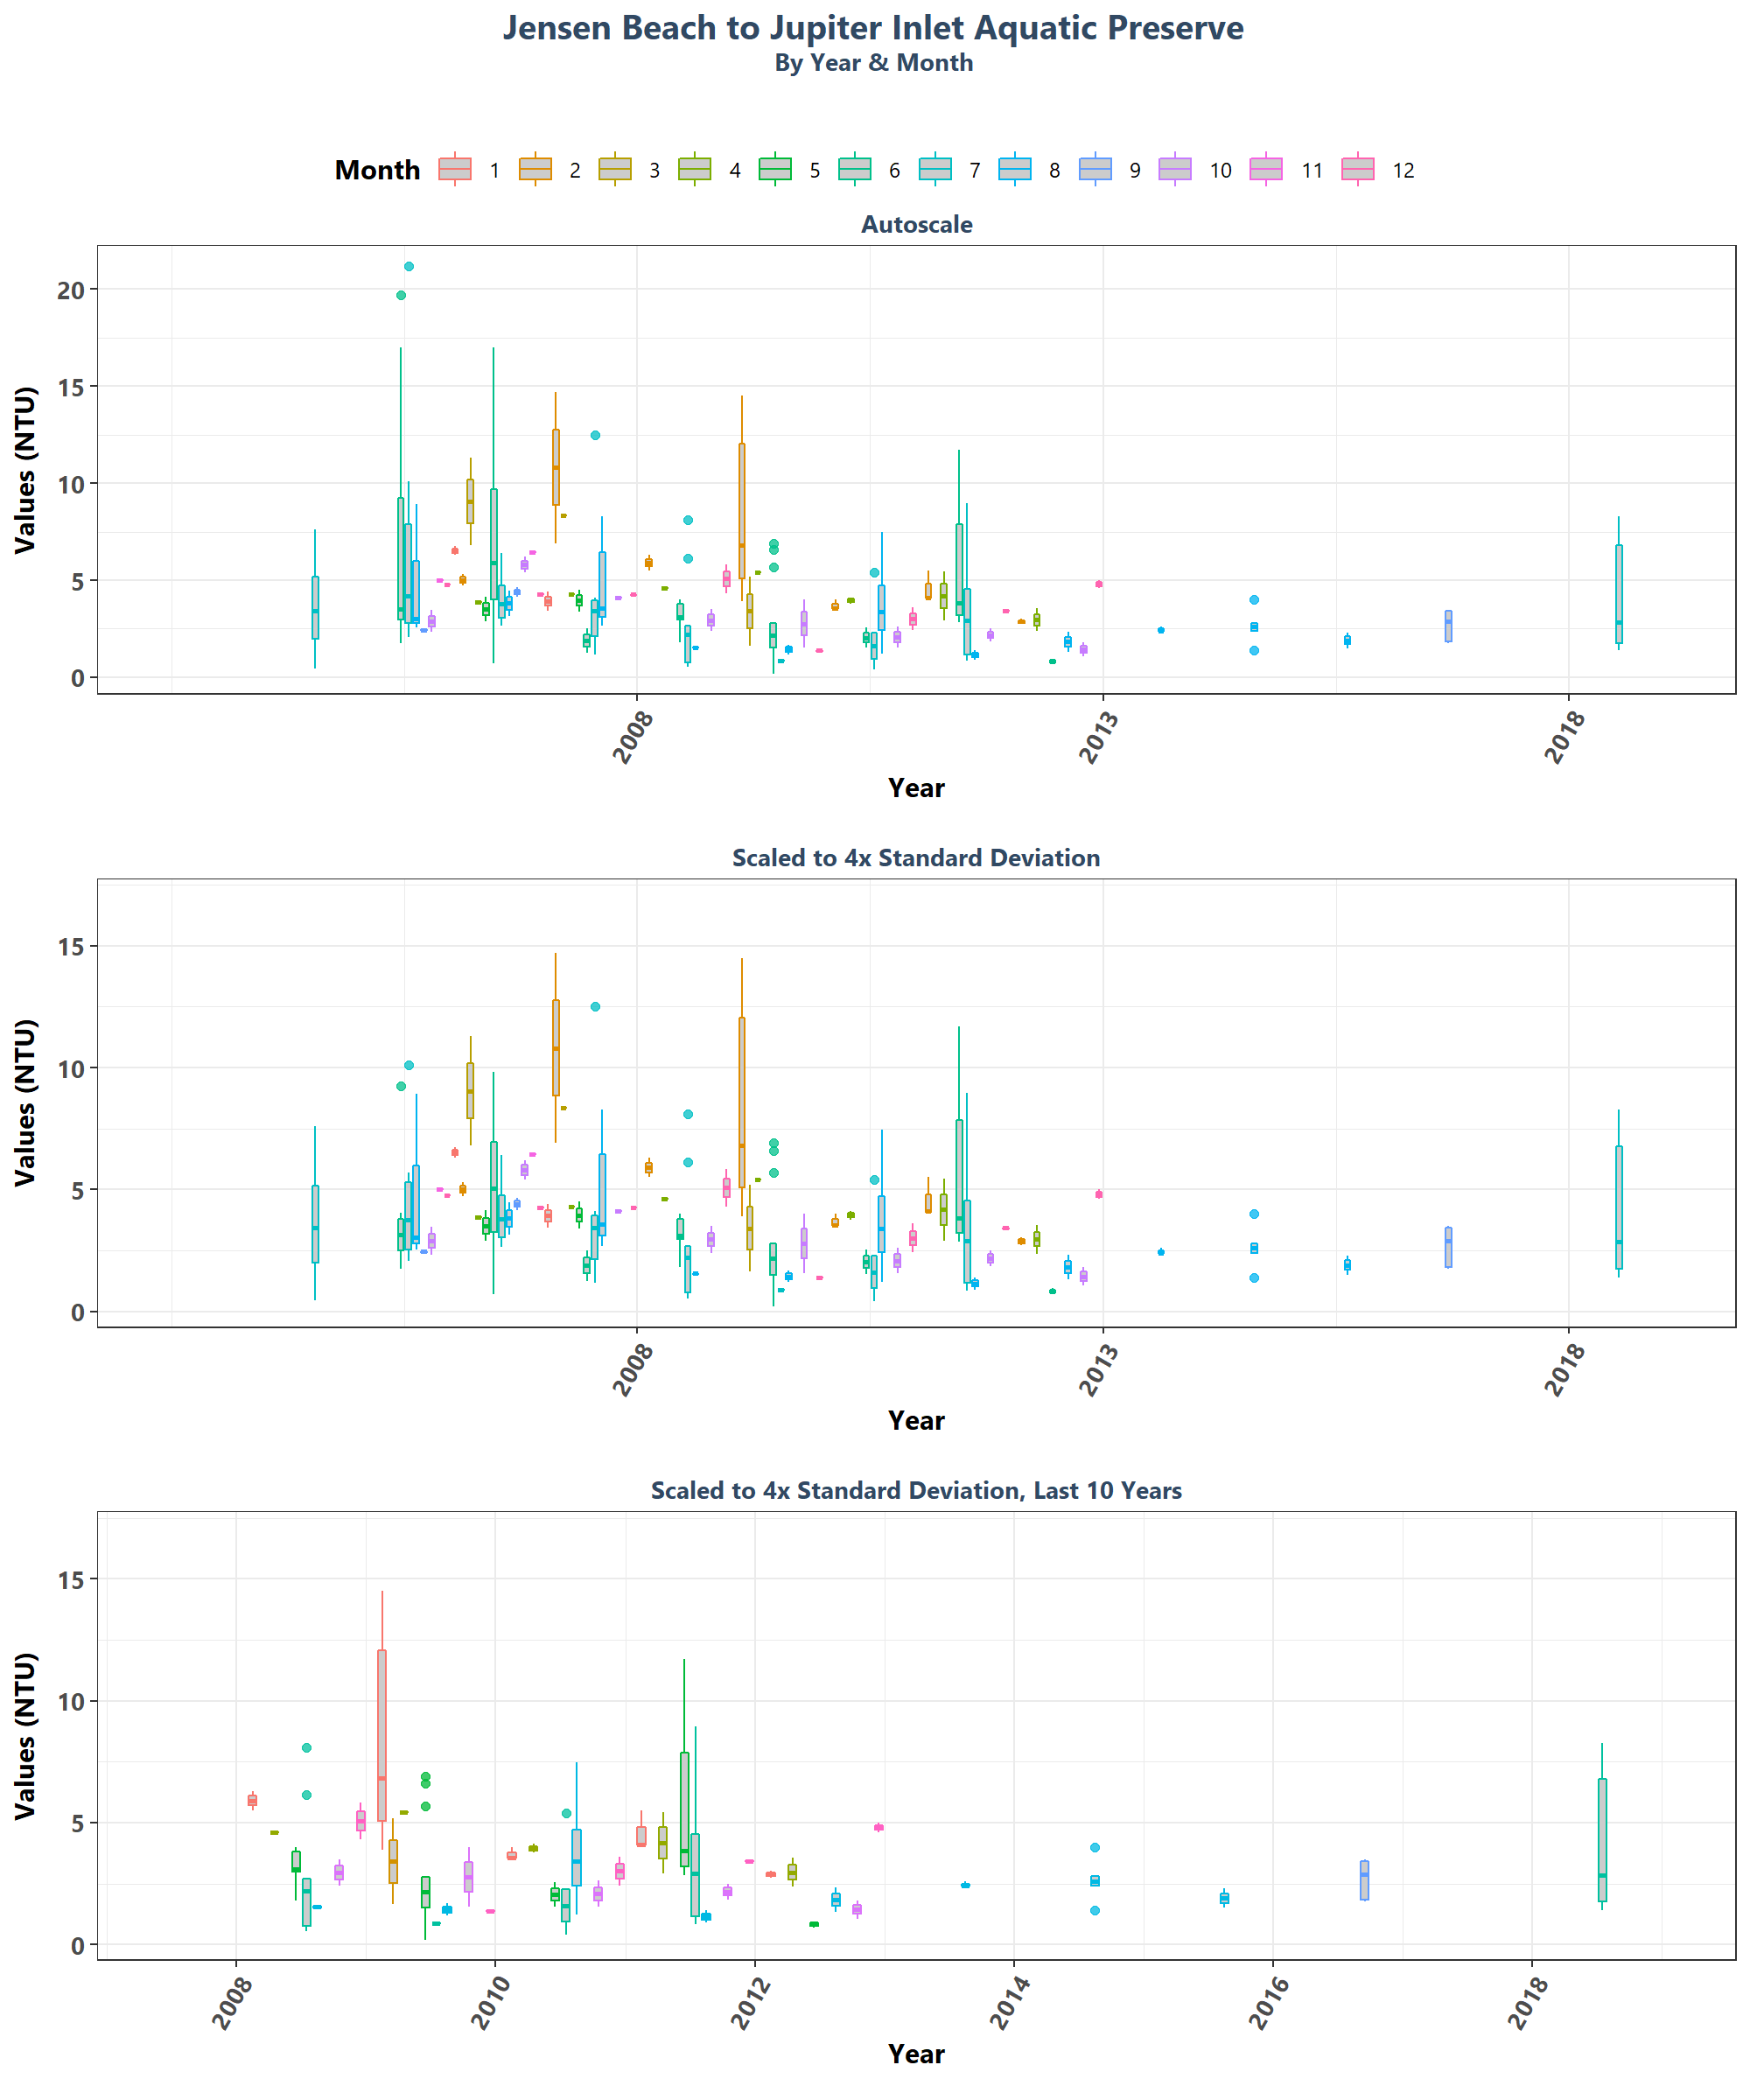 Jensen Beach to Jupiter Inlet Aquatic Preserve
By Year & Month
Month 1 2 3 4 5 6 7 8 9 10 11 12
Autoscale
Values (NTU)
20
15
10
5
0
2008 2013 2018
Year
Scaled to 4x Standard Deviation
Values (NTU)
15
10
5
0
2008 2013 2018
Year
Scaled to 4x Standard Deviation, Last 10 Years
Values (NTU)
15
10
5
0
2008 2010 2012 2014 2016 2018
Year